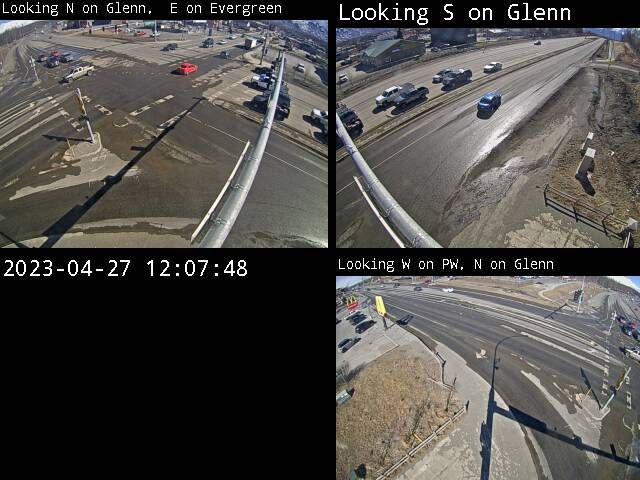 Looking N on Glenn,  E on Evergreen
Looking S on Glenn
2023-04-27 12:07:48
Looking W on PW, N on Glenn